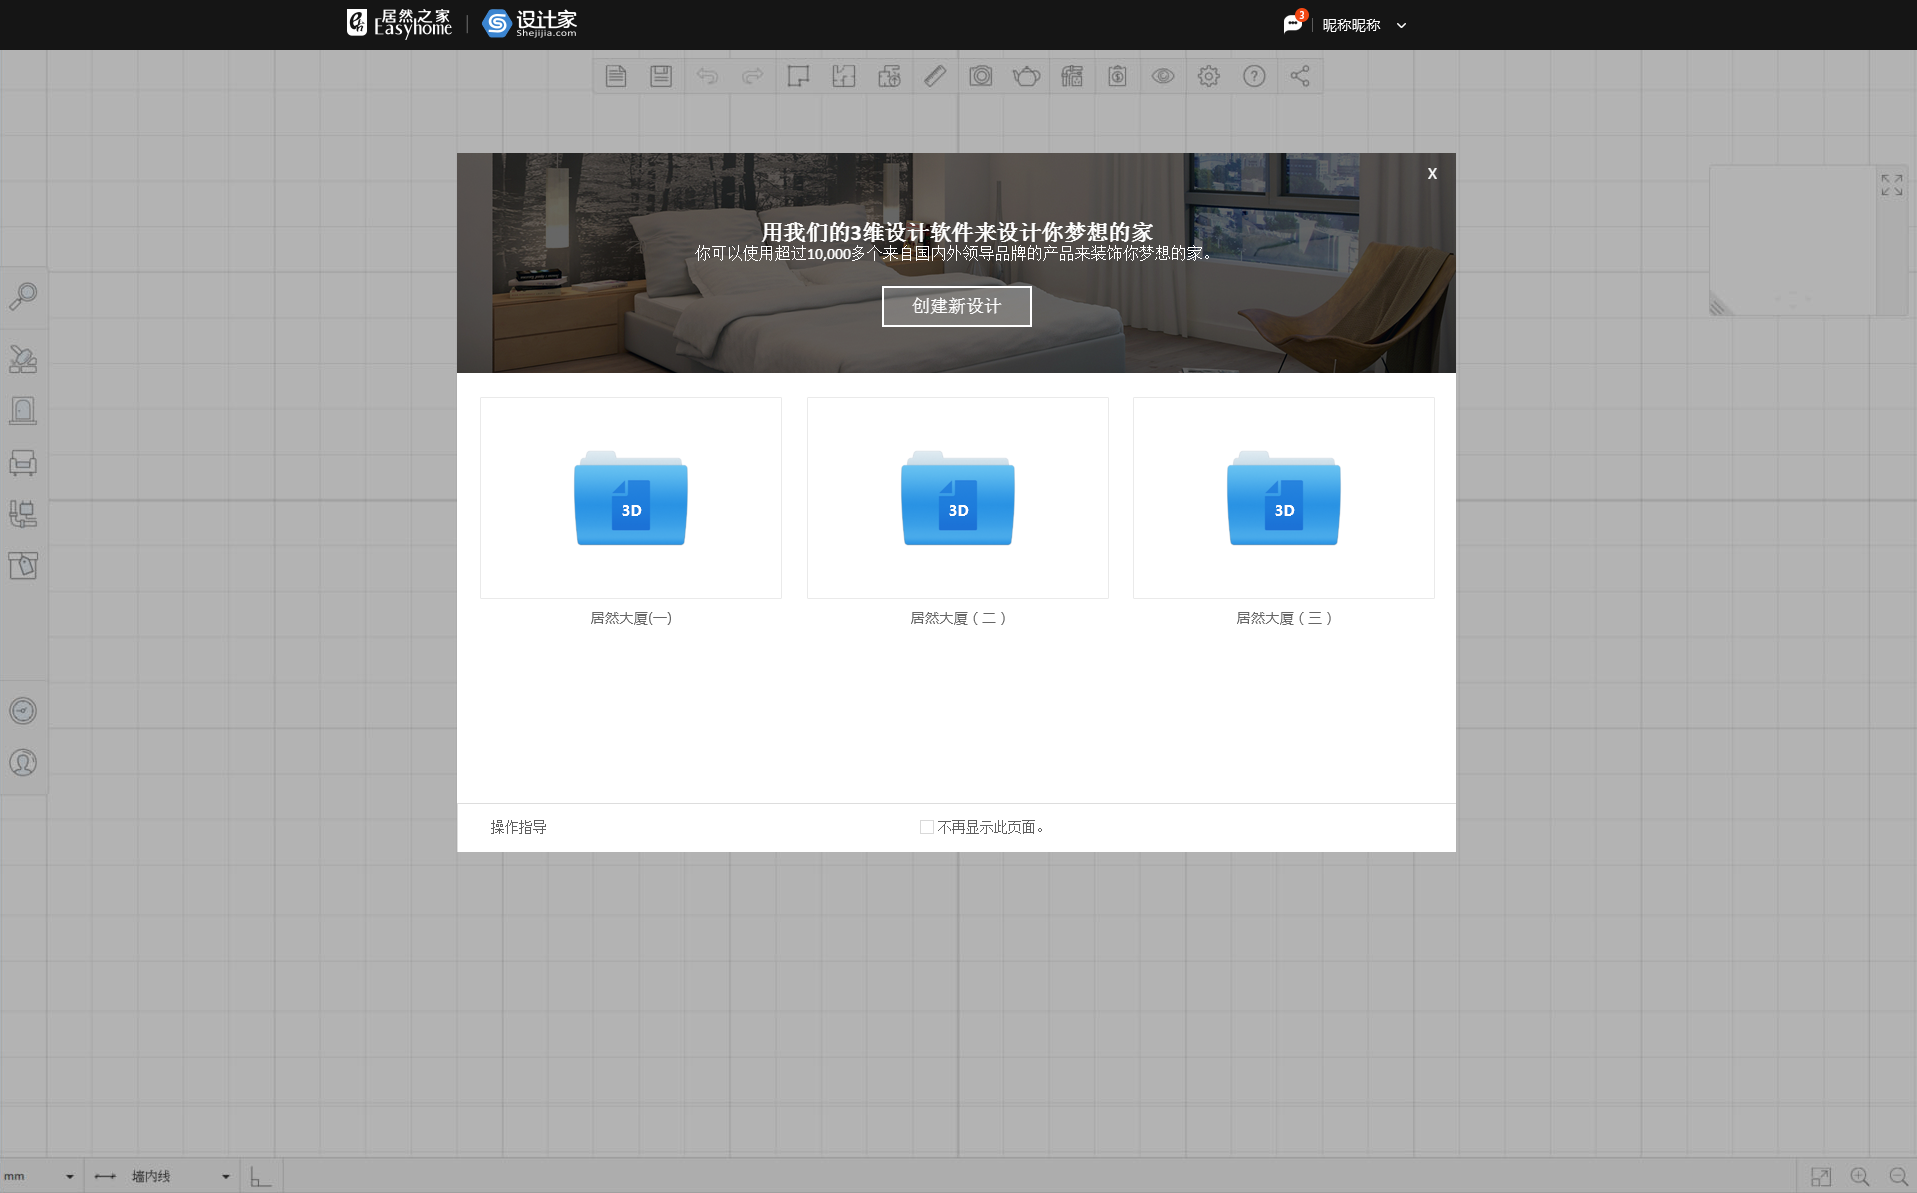 居然之家
Easyhome
设计家
Shejijia.com
3
昵称昵称
X
用我们的3维设计软件来设计你梦想的家
你可以使用超过10,000多个来自国内外领导品牌的产品来装饰你梦想的家。
创建新设计
3D
3D
3D
居然大厦(一)
居然大厦（二）
居然大厦（三）
操作指导
不再显示此页面。
mm
墙内线